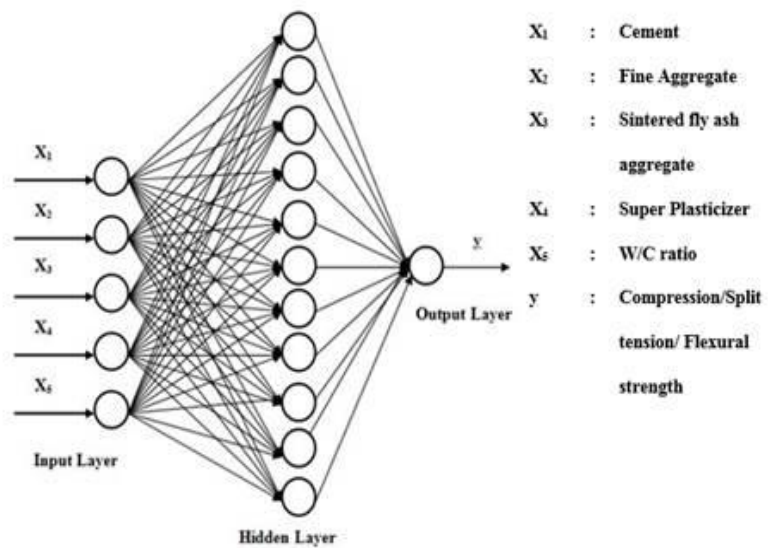 X₁
X₂
X₃
X₄
X₅
Input Layer
Hidden Layer
y
Output Layer
X₁ : Cement
X₂ : Fine Aggregate
X₃ : Sintered fly ash
aggregate
X₄ : Super Plasticizer
X₅ : W/C ratio
y : Compression/Split
tension/ Flexural
strength